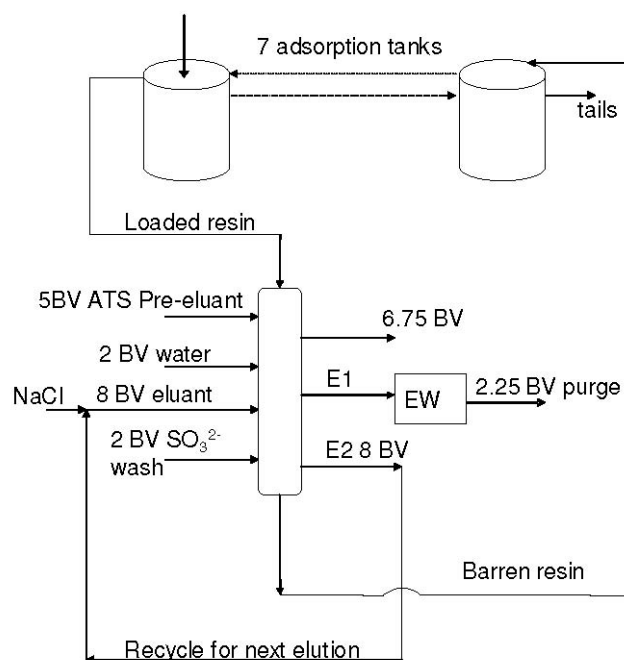 7 adsorption tanks
tails
Loaded resin
5BV ATS Pre-eluant
6.75 BV
2 BV water
E1
EW
2.25 BV purge
NaCl
8 BV eluant
2 BV SO₃²⁻
wash
E2 8 BV
Barren resin
Recycle for next elution